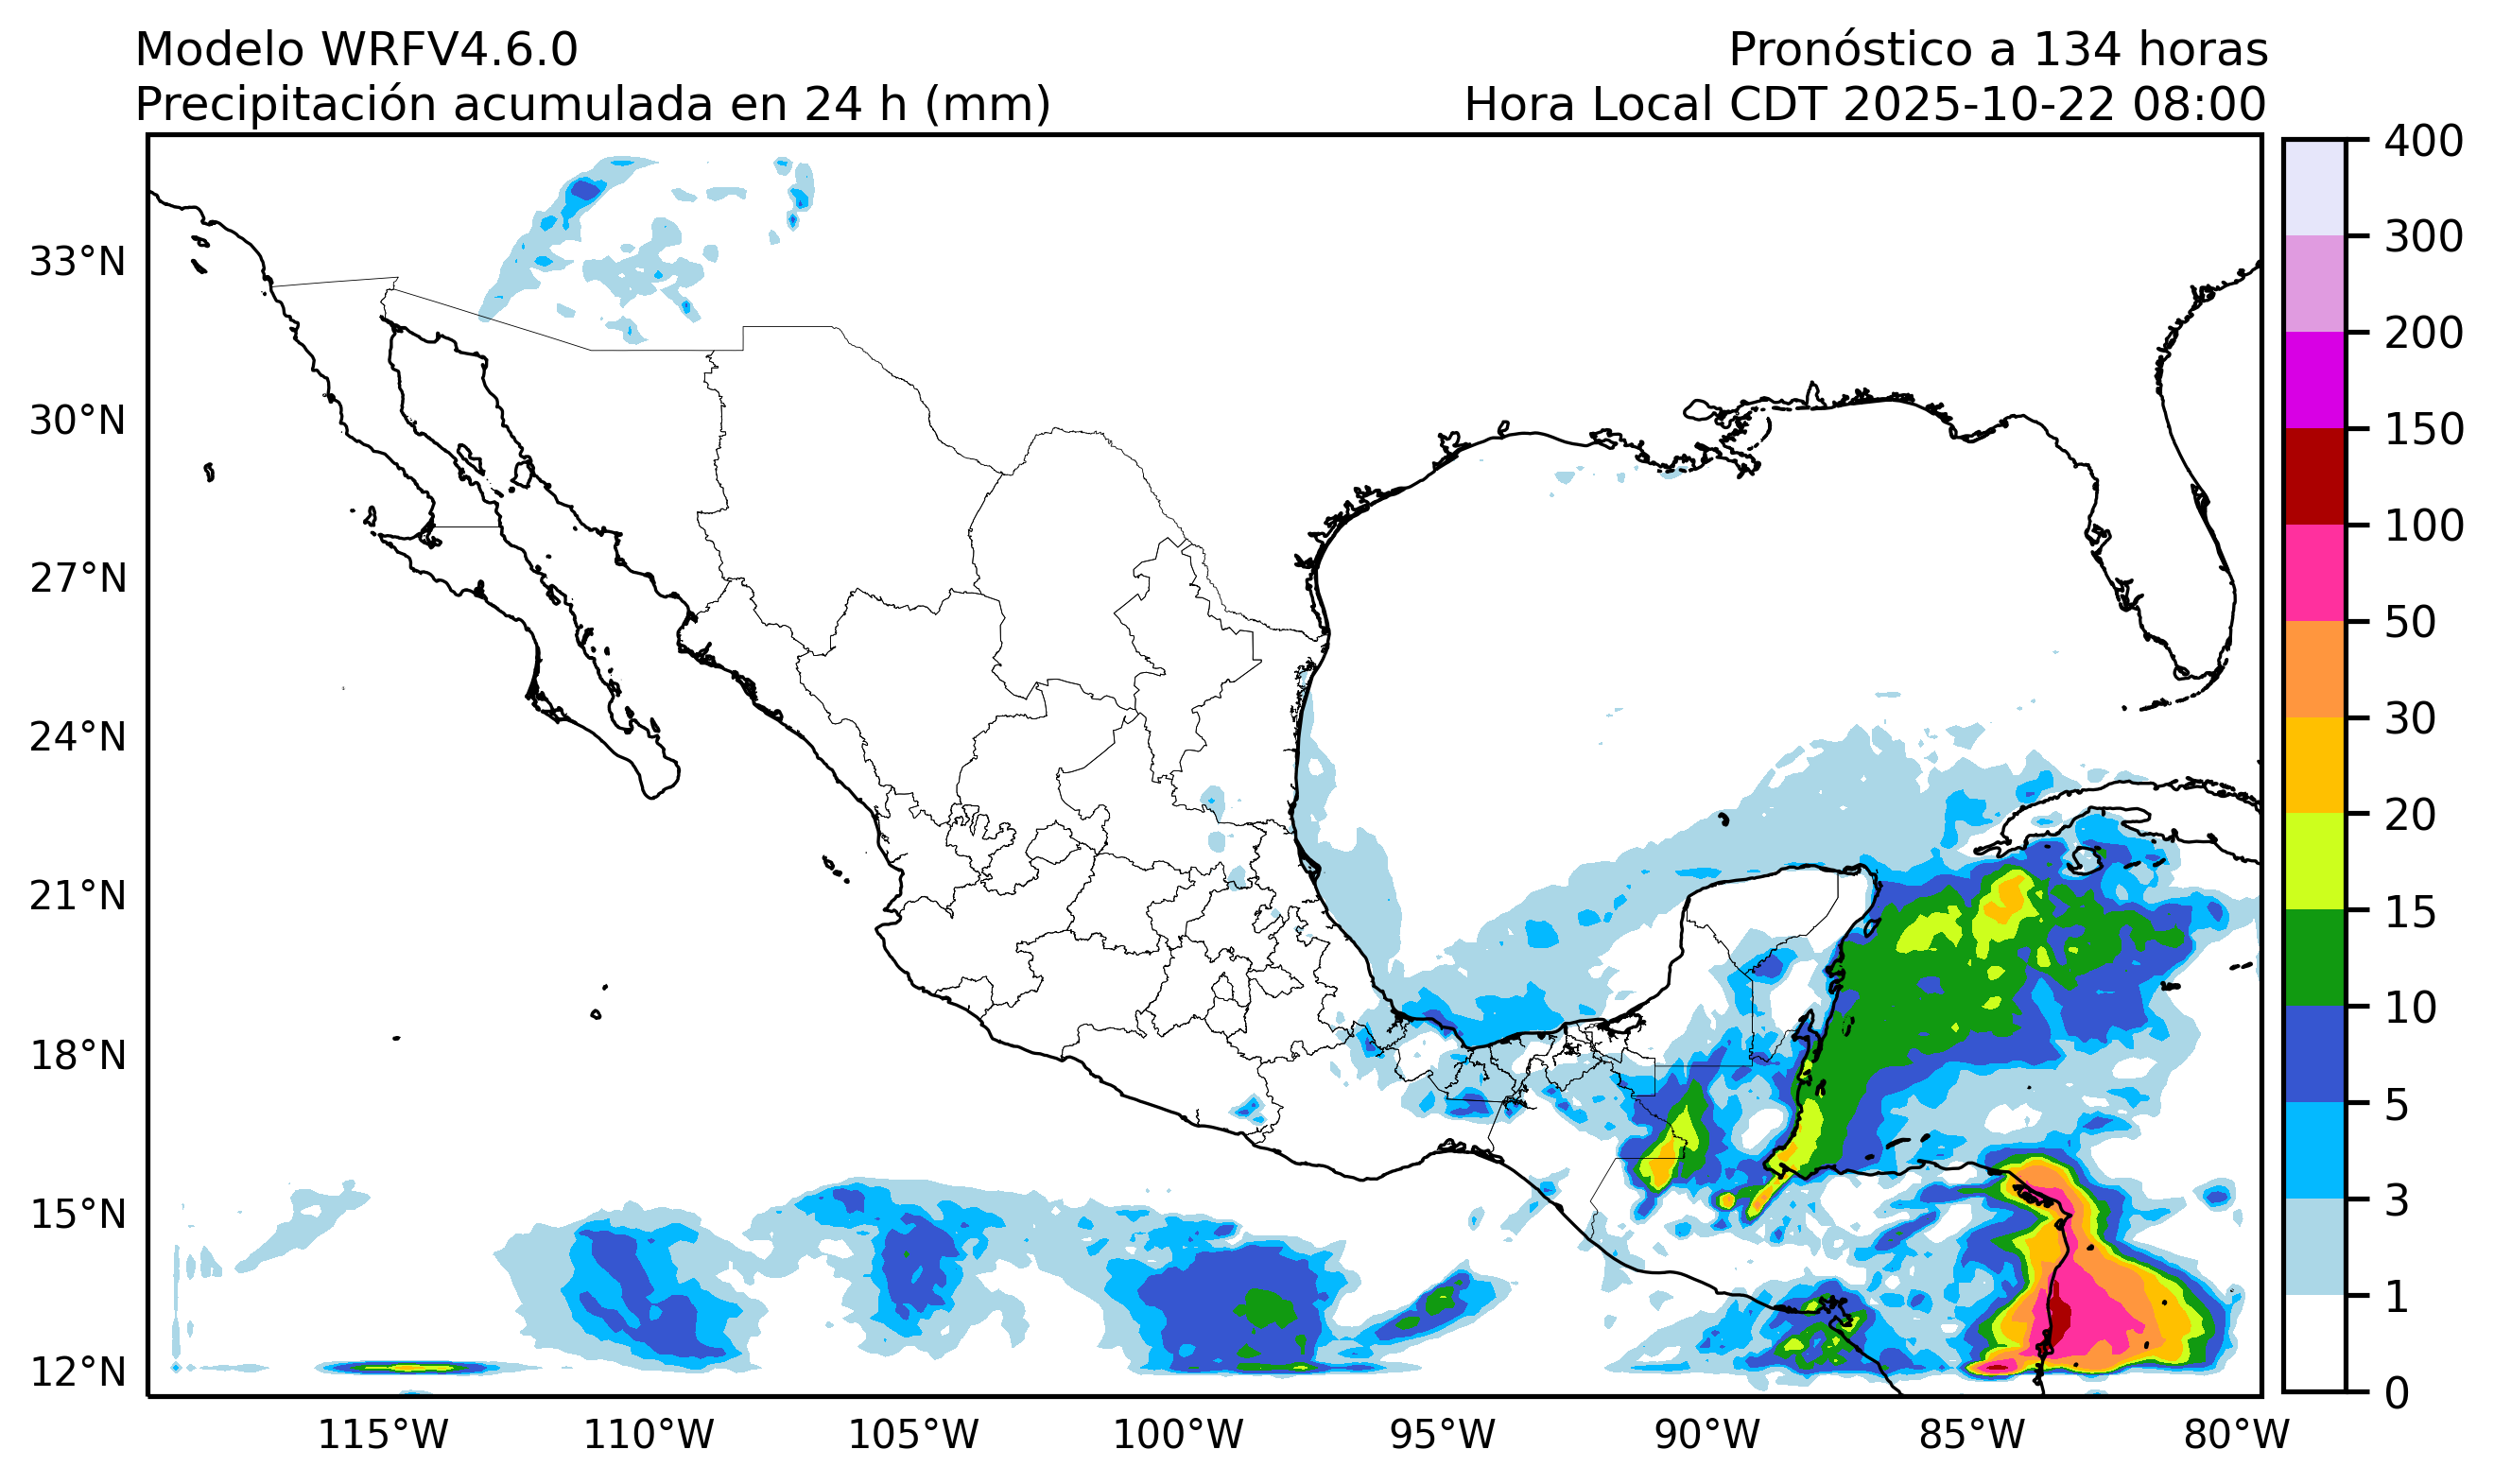 Modelo WRFV4.6.0
Pronóstico a 134 horas
Precipitación acumulada en 24 h (mm)
Hora Local CDT 2025-10-22 08:00
33°N
30°N
27°N
24°N
21°N
18°N
15°N
12°N
115°W
110°W
105°W
100°W
95°W
90°W
85°W
80°W
400
300
200
150
100
50
30
20
15
10
5
3
1
0